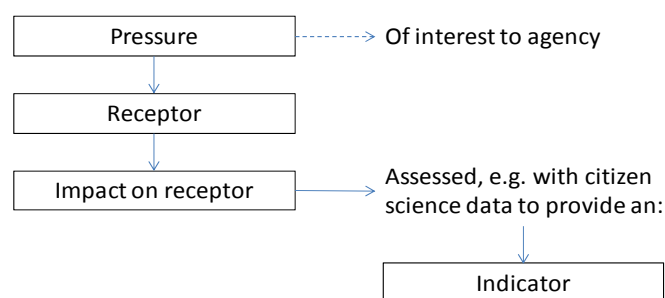 Pressure
Of interest to agency
Receptor
Impact on receptor
Assessed, e.g. with citizen
science data to provide an:
Indicator